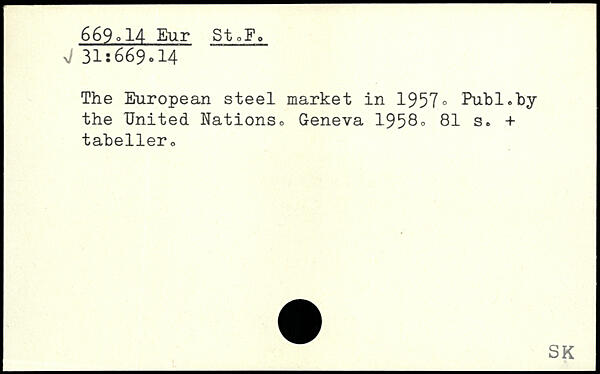 669.14 Eur St.F.
✓ 31:669.14
The European steel market in 1957. Publ.by
the United Nations. Geneva 1958. 81 s. +
tabeller.
SK